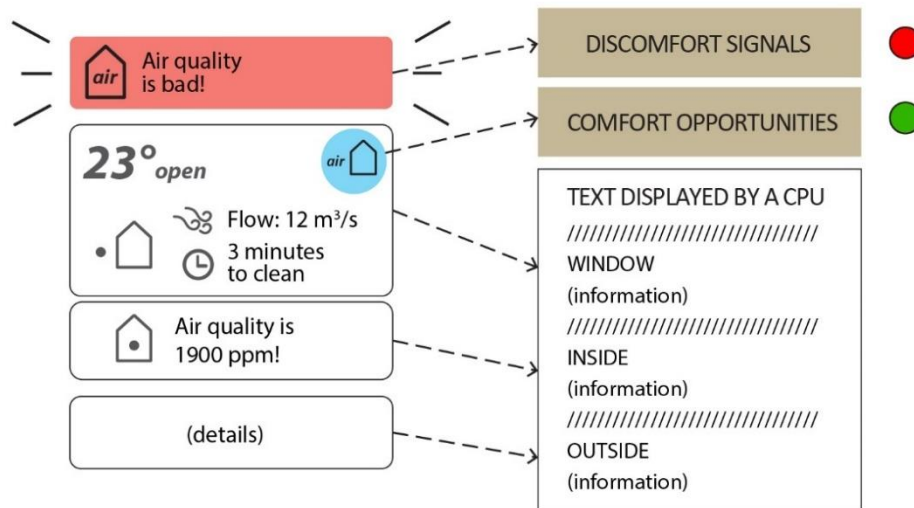 air
Air quality
is bad!
23° open
air
Flow: 12 m³/s
3 minutes
to clean
Air quality is
1900 ppm!
(details)
DISCOMFORT SIGNALS
COMFORT OPPORTUNITIES
TEXT DISPLAYED BY A CPU
//////////////////////////////////
WINDOW
(information)
//////////////////////////////////
INSIDE
(information)
//////////////////////////////////
OUTSIDE
(information)